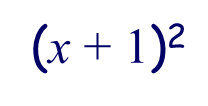 (x + 1)²